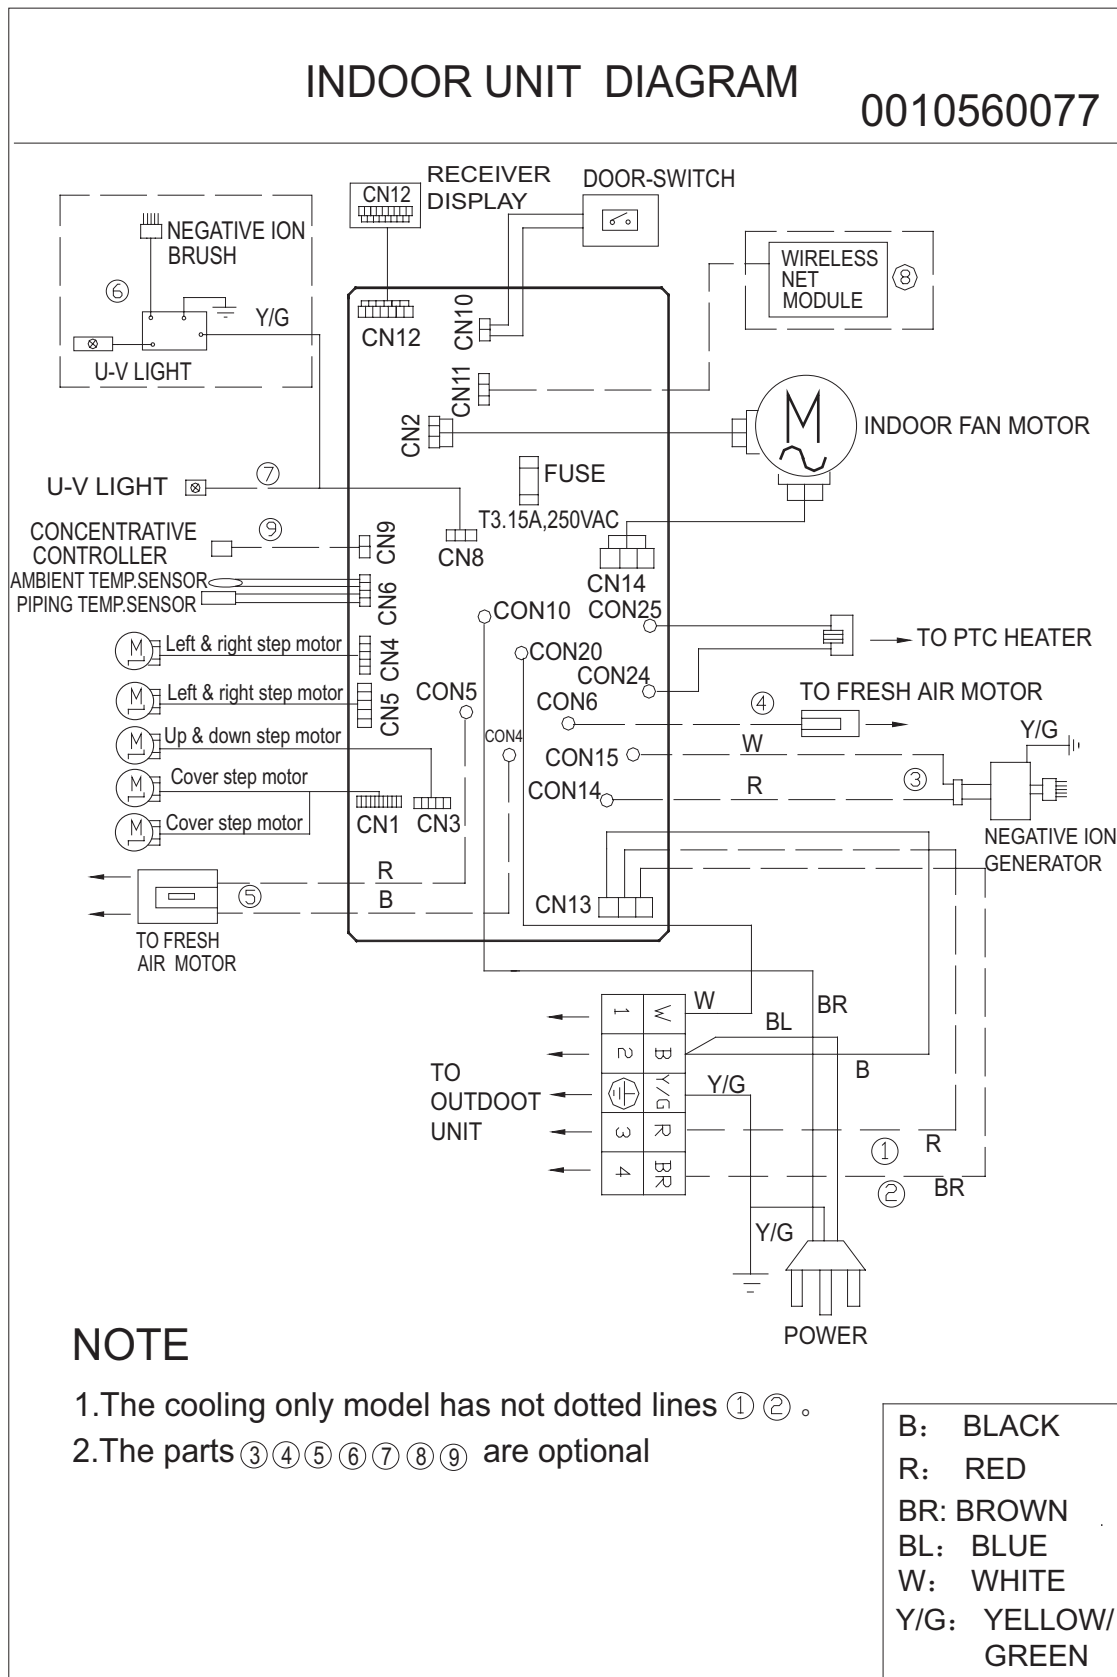 INDOOR UNIT DIAGRAM
0010560077
RECEIVER
DISPLAY
CN12
DOOR-SWITCH
NEGATIVE ION
BRUSH
⑥
Y/G
U-V LIGHT
WIRELESS
NET
MODULE
⑧
CN12
CN10
CN11
CN2
M
INDOOR FAN MOTOR
FUSE
T3.15A,250VAC
U-V LIGHT
⑦
CN8
CN14
CONCENTRATIVE
CONTROLLER
⑨
CN9
AMBIENT TEMP.SENSOR
PIPING TEMP.SENSOR
CN6
CON10
CON25
CON20
CON24
TO PTC HEATER
M
Left & right step motor
CN4
M
Left & right step motor
CN5
CON5
CON6
④
TO FRESH AIR MOTOR
M
Up & down step motor
CON4
CON15
W
Y/G
M
Cover step motor
CON14
R
③
M
Cover step motor
CN1
CN3
NEGATIVE ION
GENERATOR
R
B
⑤
CN13
TO FRESH
AIR MOTOR
W
BR
BL
B
1 W
2 B
Y/G
3 R
4 BR
Y/G
TO
OUTDOOT
UNIT
①
R
②
BR
Y/G
POWER
NOTE
1.The cooling only model has not dotted lines ① ② 。
2.The parts ③ ④ ⑤ ⑥ ⑦ ⑧ ⑨ are optional
B： BLACK
R： RED
BR: BROWN
BL： BLUE
W： WHITE
Y/G： YELLOW/
GREEN